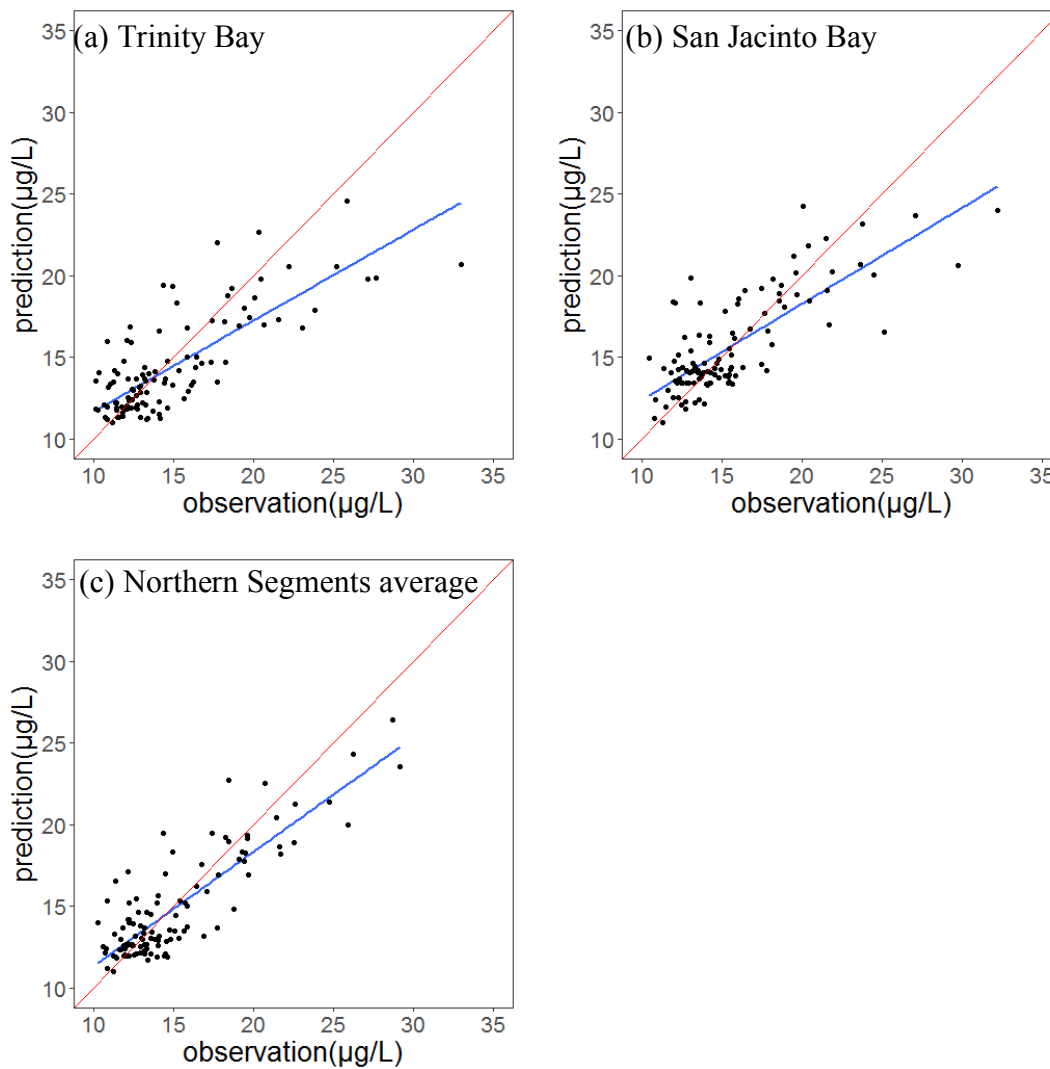 (a) Trinity Bay
35
30
25
20
15
10
prediction(µg/L)
10 15 20 25 30 35
observation(µg/L)
(b) San Jacinto Bay
35
30
25
20
15
10
prediction(µg/L)
10 15 20 25 30 35
observation(µg/L)
(c) Northern Segments average
35
30
25
20
15
10
prediction(µg/L)
10 15 20 25 30 35
observation(µg/L)